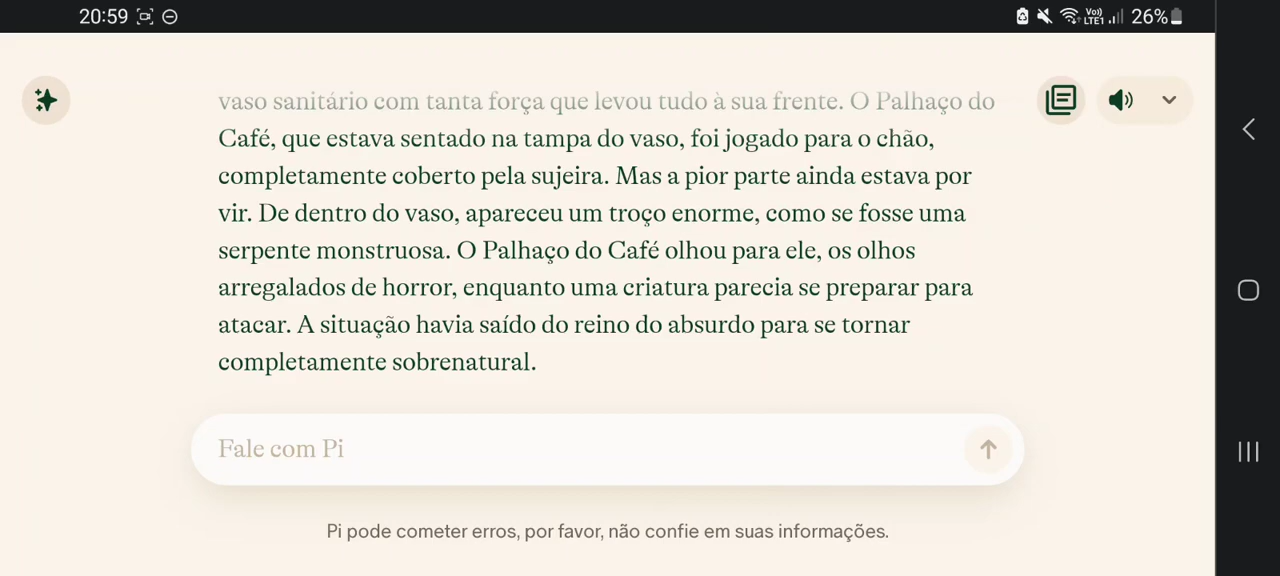 20:59
Vo)) LTE1 26%
vaso sanitário com tanta força que levou tudo à sua frente. O Palhaço do
Café, que estava sentado na tampa do vaso, foi jogado para o chão,
completamente coberto pela sujeira. Mas a pior parte ainda estava por
vir. De dentro do vaso, apareceu um troço enorme, como se fosse uma
serpente monstruosa. O Palhaço do Café olhou para ele, os olhos
arregalados de horror, enquanto uma criatura parecia se preparar para
atacar. A situação havia saído do reino do absurdo para se tornar
completamente sobrenatural.
Fale com Pi
Pi pode cometer erros, por favor, não confie em suas informações.